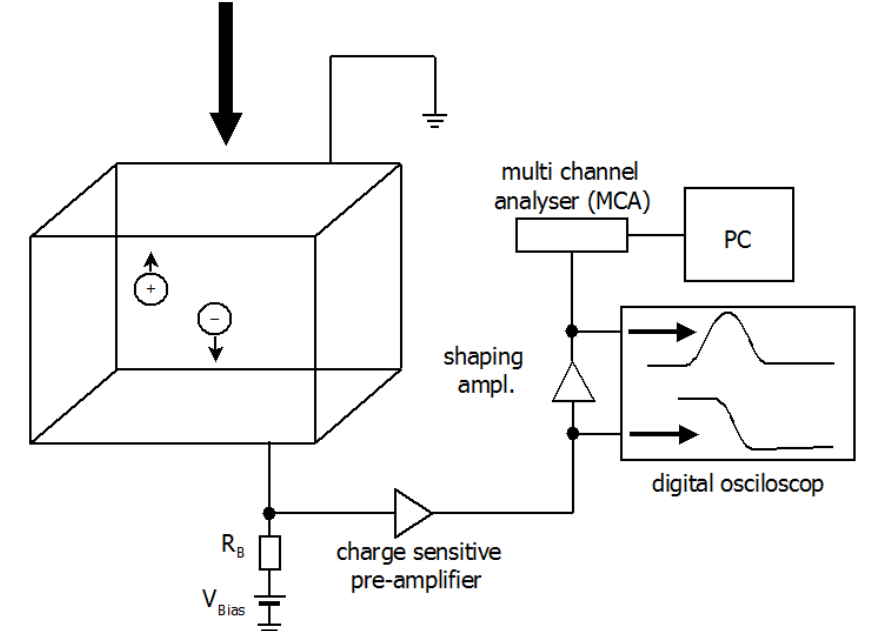 multi channel
analyser (MCA)
PC
+
−
shaping
ampl.
digital osciloscop
R_B
charge sensitive
pre-amplifier
V_Bias